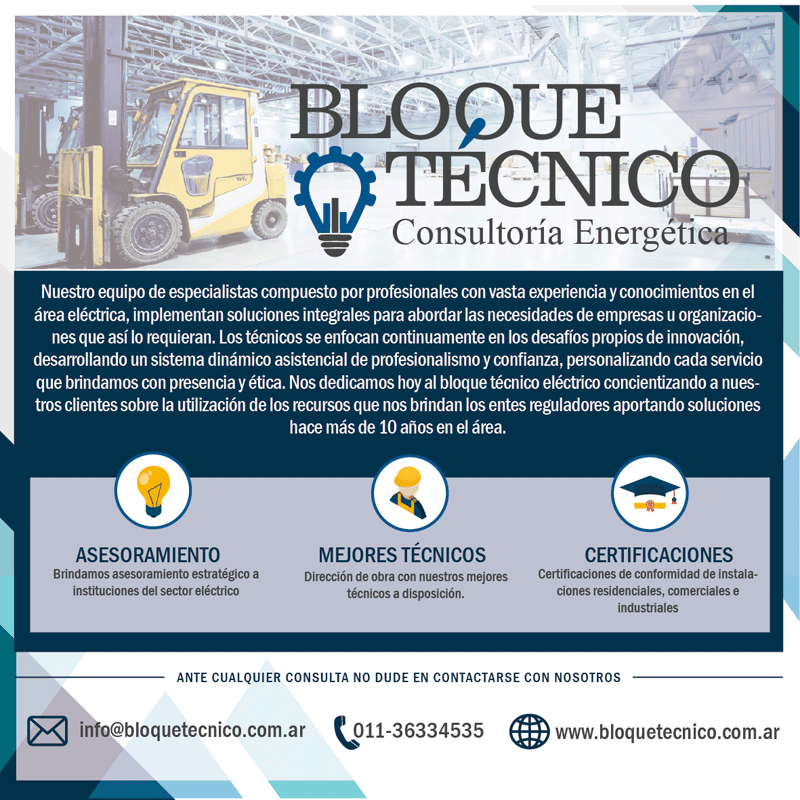 BLOQUE
TÉCNICO
Consultoría Energética
Nuestro equipo de especialistas compuesto por profesionales con vasta experiencia y conocimientos en el
área eléctrica, implementan soluciones integrales para abordar las necesidades de empresas u organizacio-
nes que así lo requieran. Los técnicos se enfocan continuamente en los desafíos propios de innovación,
desarrollando un sistema dinámico asistencial de profesionalismo y confianza, personalizando cada servicio
que brindamos con presencia y ética. Nos dedicamos hoy al bloque técnico eléctrico concientizando a nues-
tros clientes sobre la utilización de los recursos que nos brindan los entes reguladores aportando soluciones
hace más de 10 años en el área.
ASESORAMIENTO
Brindamos asesoramiento estratégico a
instituciones del sector eléctrico
MEJORES TÉCNICOS
Dirección de obra con nuestros mejores
técnicos a disposición.
CERTIFICACIONES
Certificaciones de conformidad de instala-
ciones residenciales, comerciales e
industriales
ANTE CUALQUIER CONSULTA NO DUDE EN CONTACTARSE CON NOSOTROS
info@bloquetecnico.com.ar
011-36334535
www.bloquetecnico.com.ar